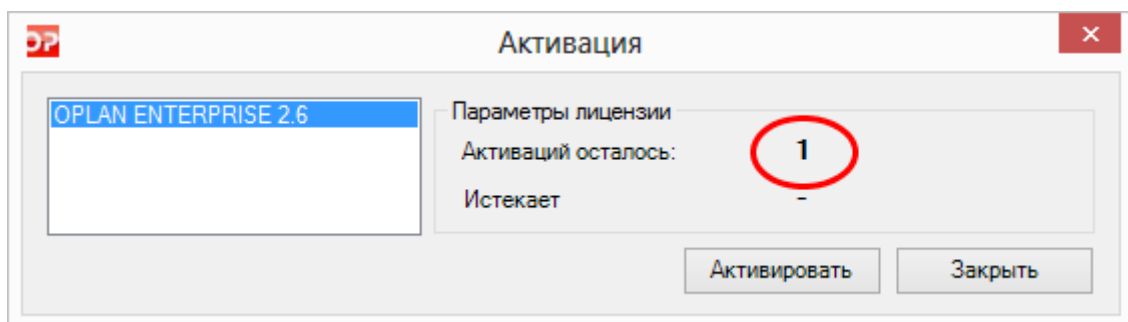 OP
Активация
OPLAN ENTERPRISE 2.6
Параметры лицензии
Активаций осталось: 1
Истекает -
Активировать Закрыть